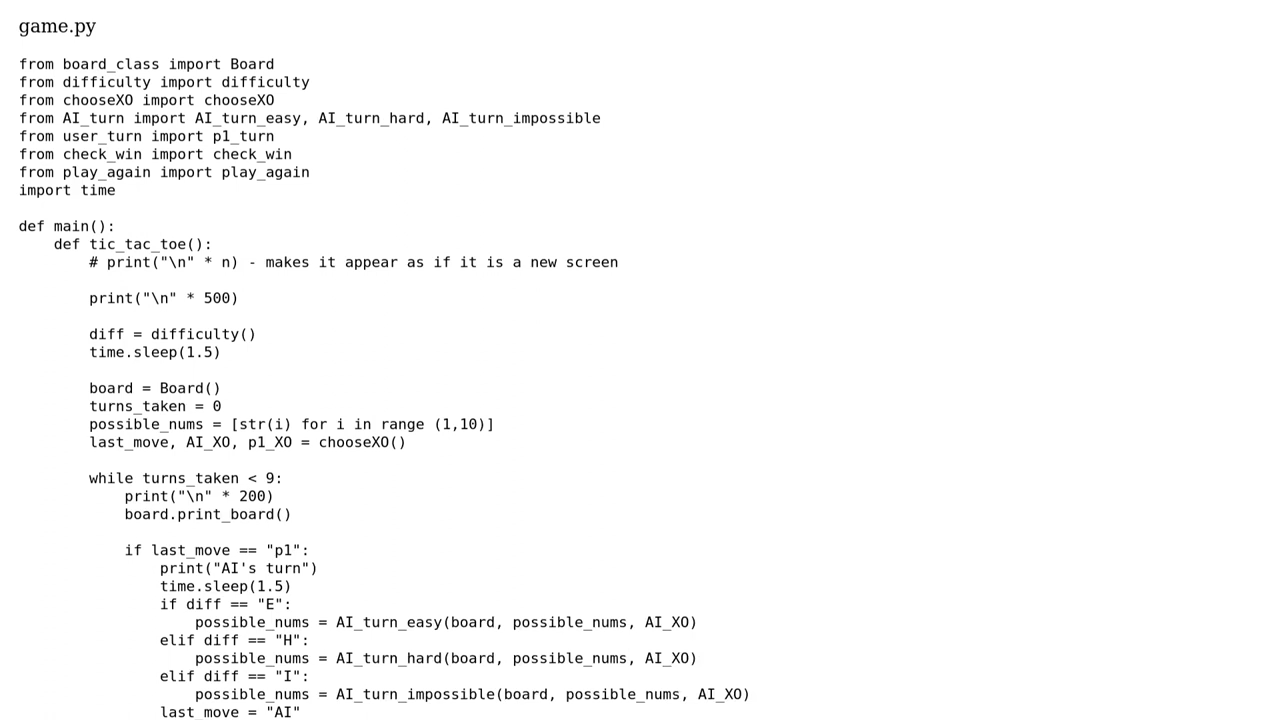 game.py
from board_class import Board
from difficulty import difficulty
from chooseXO import chooseXO
from AI_turn import AI_turn_easy, AI_turn_hard, AI_turn_impossible
from user_turn import p1_turn
from check_win import check_win
from play_again import play_again
import time

def main():
    def tic_tac_toe():
        # print("\n" * n) - makes it appear as if it is a new screen

        print("\n" * 500)

        diff = difficulty()
        time.sleep(1.5)

        board = Board()
        turns_taken = 0
        possible_nums = [str(i) for i in range (1,10)]
        last_move, AI_XO, p1_XO = chooseXO()

        while turns_taken < 9:
            print("\n" * 200)
            board.print_board()

            if last_move == "p1":
                print("AI's turn")
                time.sleep(1.5)
                if diff == "E":
                    possible_nums = AI_turn_easy(board, possible_nums, AI_XO)
                elif diff == "H":
                    possible_nums = AI_turn_hard(board, possible_nums, AI_XO)
                elif diff == "I":
                    possible_nums = AI_turn_impossible(board, possible_nums, AI_XO)
                last_move = "AI"